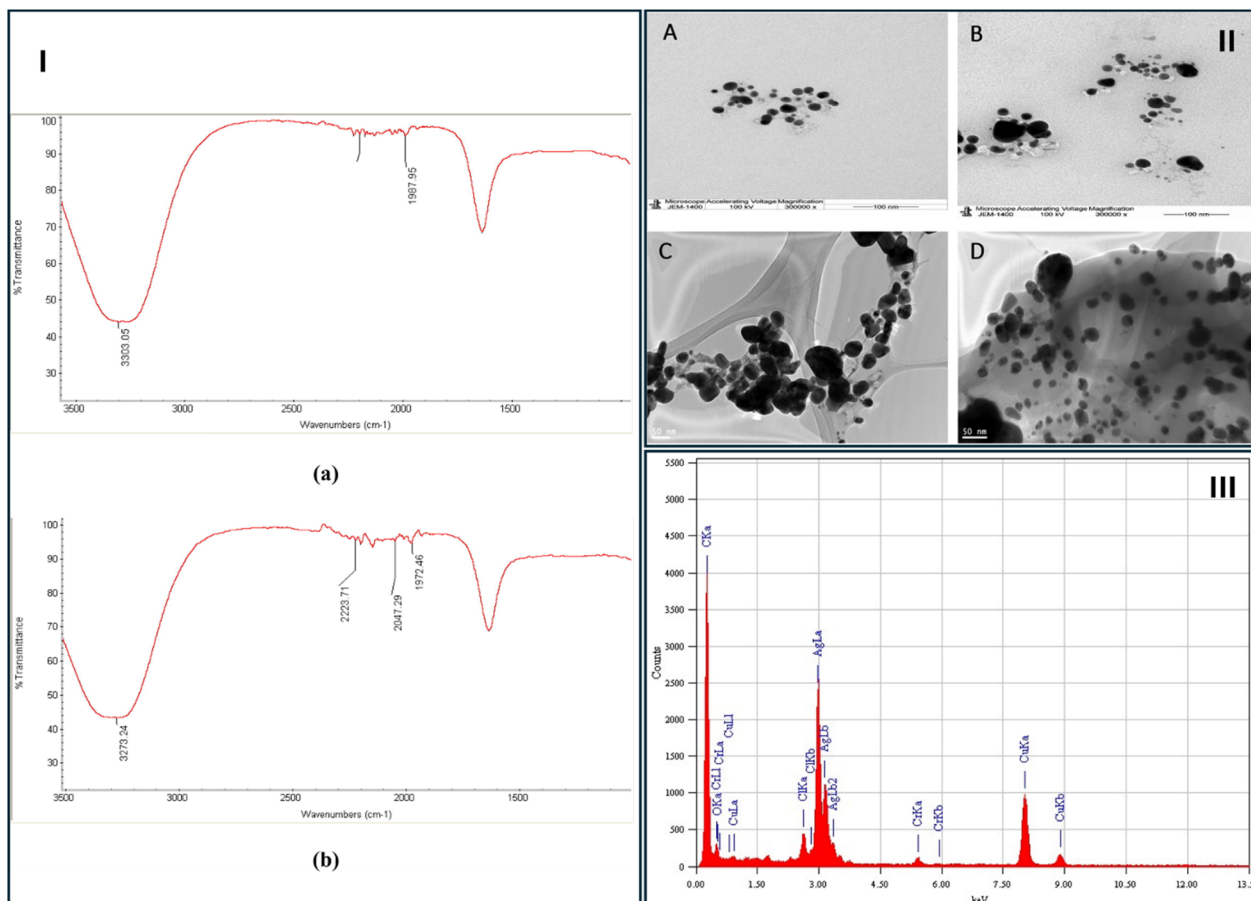 I
% Transmittance
100
90
80
70
60
50
40
30
3303.05
1987.95
3500
3000
2500
2000
1500
Wavenumbers (cm-1)
(a)
% Transmittance
100
90
80
70
60
50
40
30
3273.24
2223.71
2047.29
1972.46
3500
3000
2500
2000
1500
Wavenumbers (cm-1)
(b)
II
A
Microscope Accelerating Voltage Magnification
JEM-1400 100 kV 300000 x 100 nm
B
Microscope Accelerating Voltage Magnification
JEM-1400 100 kV 300000 x 100 nm
C
50 nm
D
50 nm
III
Counts
5500
5000
4500
4000
3500
3000
2500
2000
1500
1000
500
0
CKa
OKa
CrLl
CrLa
CuLl
CuLa
ClKa
ClKb
AgLa
AgLb
AgLb2
CrKa
CrKb
CuKa
CuKb
0.00 1.50 3.00 4.50 6.00 7.50 9.00 10.50 12.00 13.5
keV